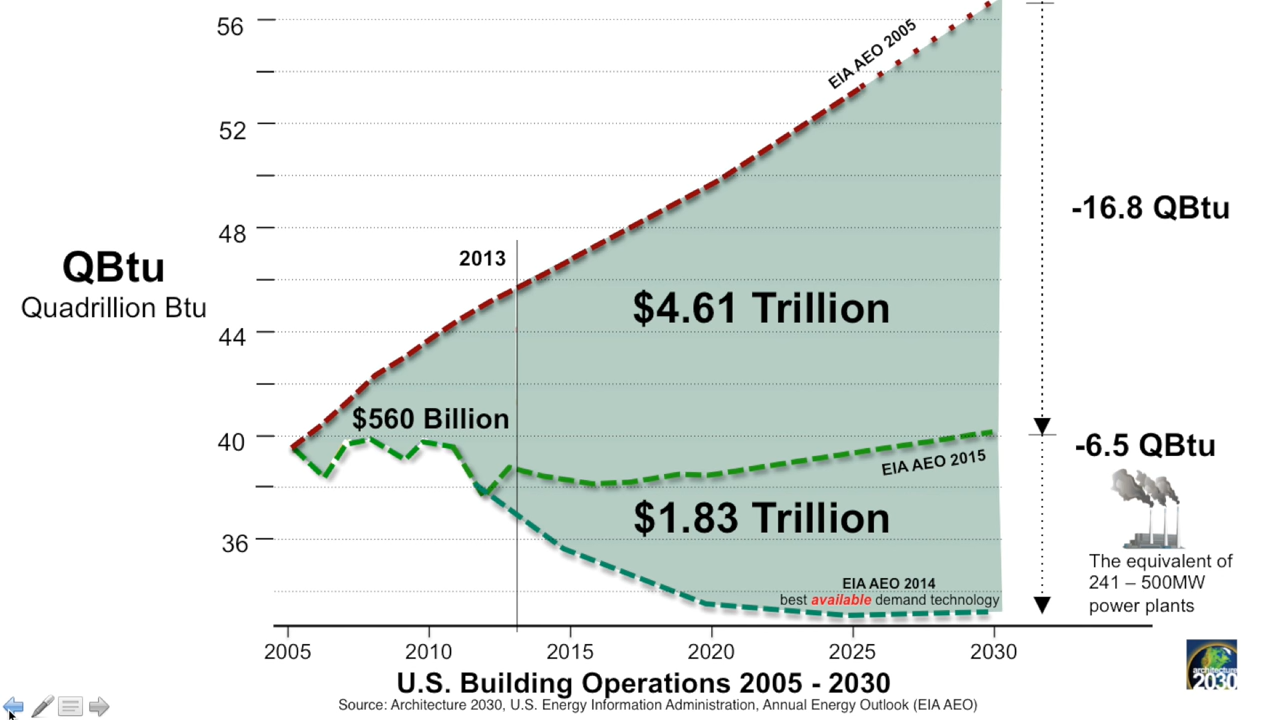 56
EIA AEO 2005
52
-16.8 QBtu
48
2013
QBtu
Quadrillion Btu
$4.61 Trillion
44
$560 Billion
40
-6.5 QBtu
EIA AEO 2015
$1.83 Trillion
36
The equivalent of
241 – 500MW
power plants
EIA AEO 2014
best available demand technology
2005 2010 2015 2020 2025 2030
architecture
2030
U.S. Building Operations 2005 - 2030
Source: Architecture 2030, U.S. Energy Information Administration, Annual Energy Outlook (EIA AEO)